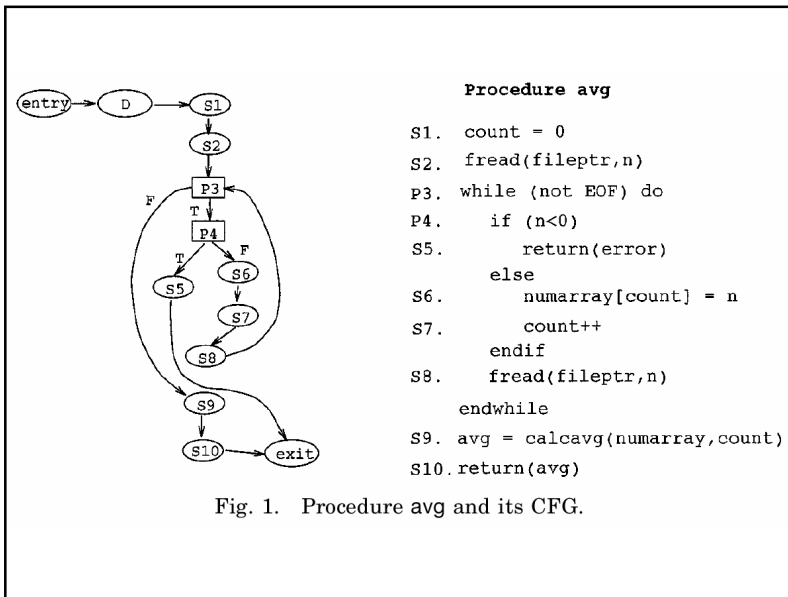 entry
D
S1
S2
P3
F
T
P4
T
F
S5
S6
S7
S8
S9
S10
exit
Procedure avg
S1. count = 0
S2. fread(fileptr,n)
P3. while (not EOF) do
P4. if (n<0)
S5. return(error)
else
S6. numarray[count] = n
S7. count++
endif
S8. fread(fileptr,n)
endwhile
S9. avg = calcavg(numarray,count)
S10. return(avg)
Fig. 1. Procedure avg and its CFG.